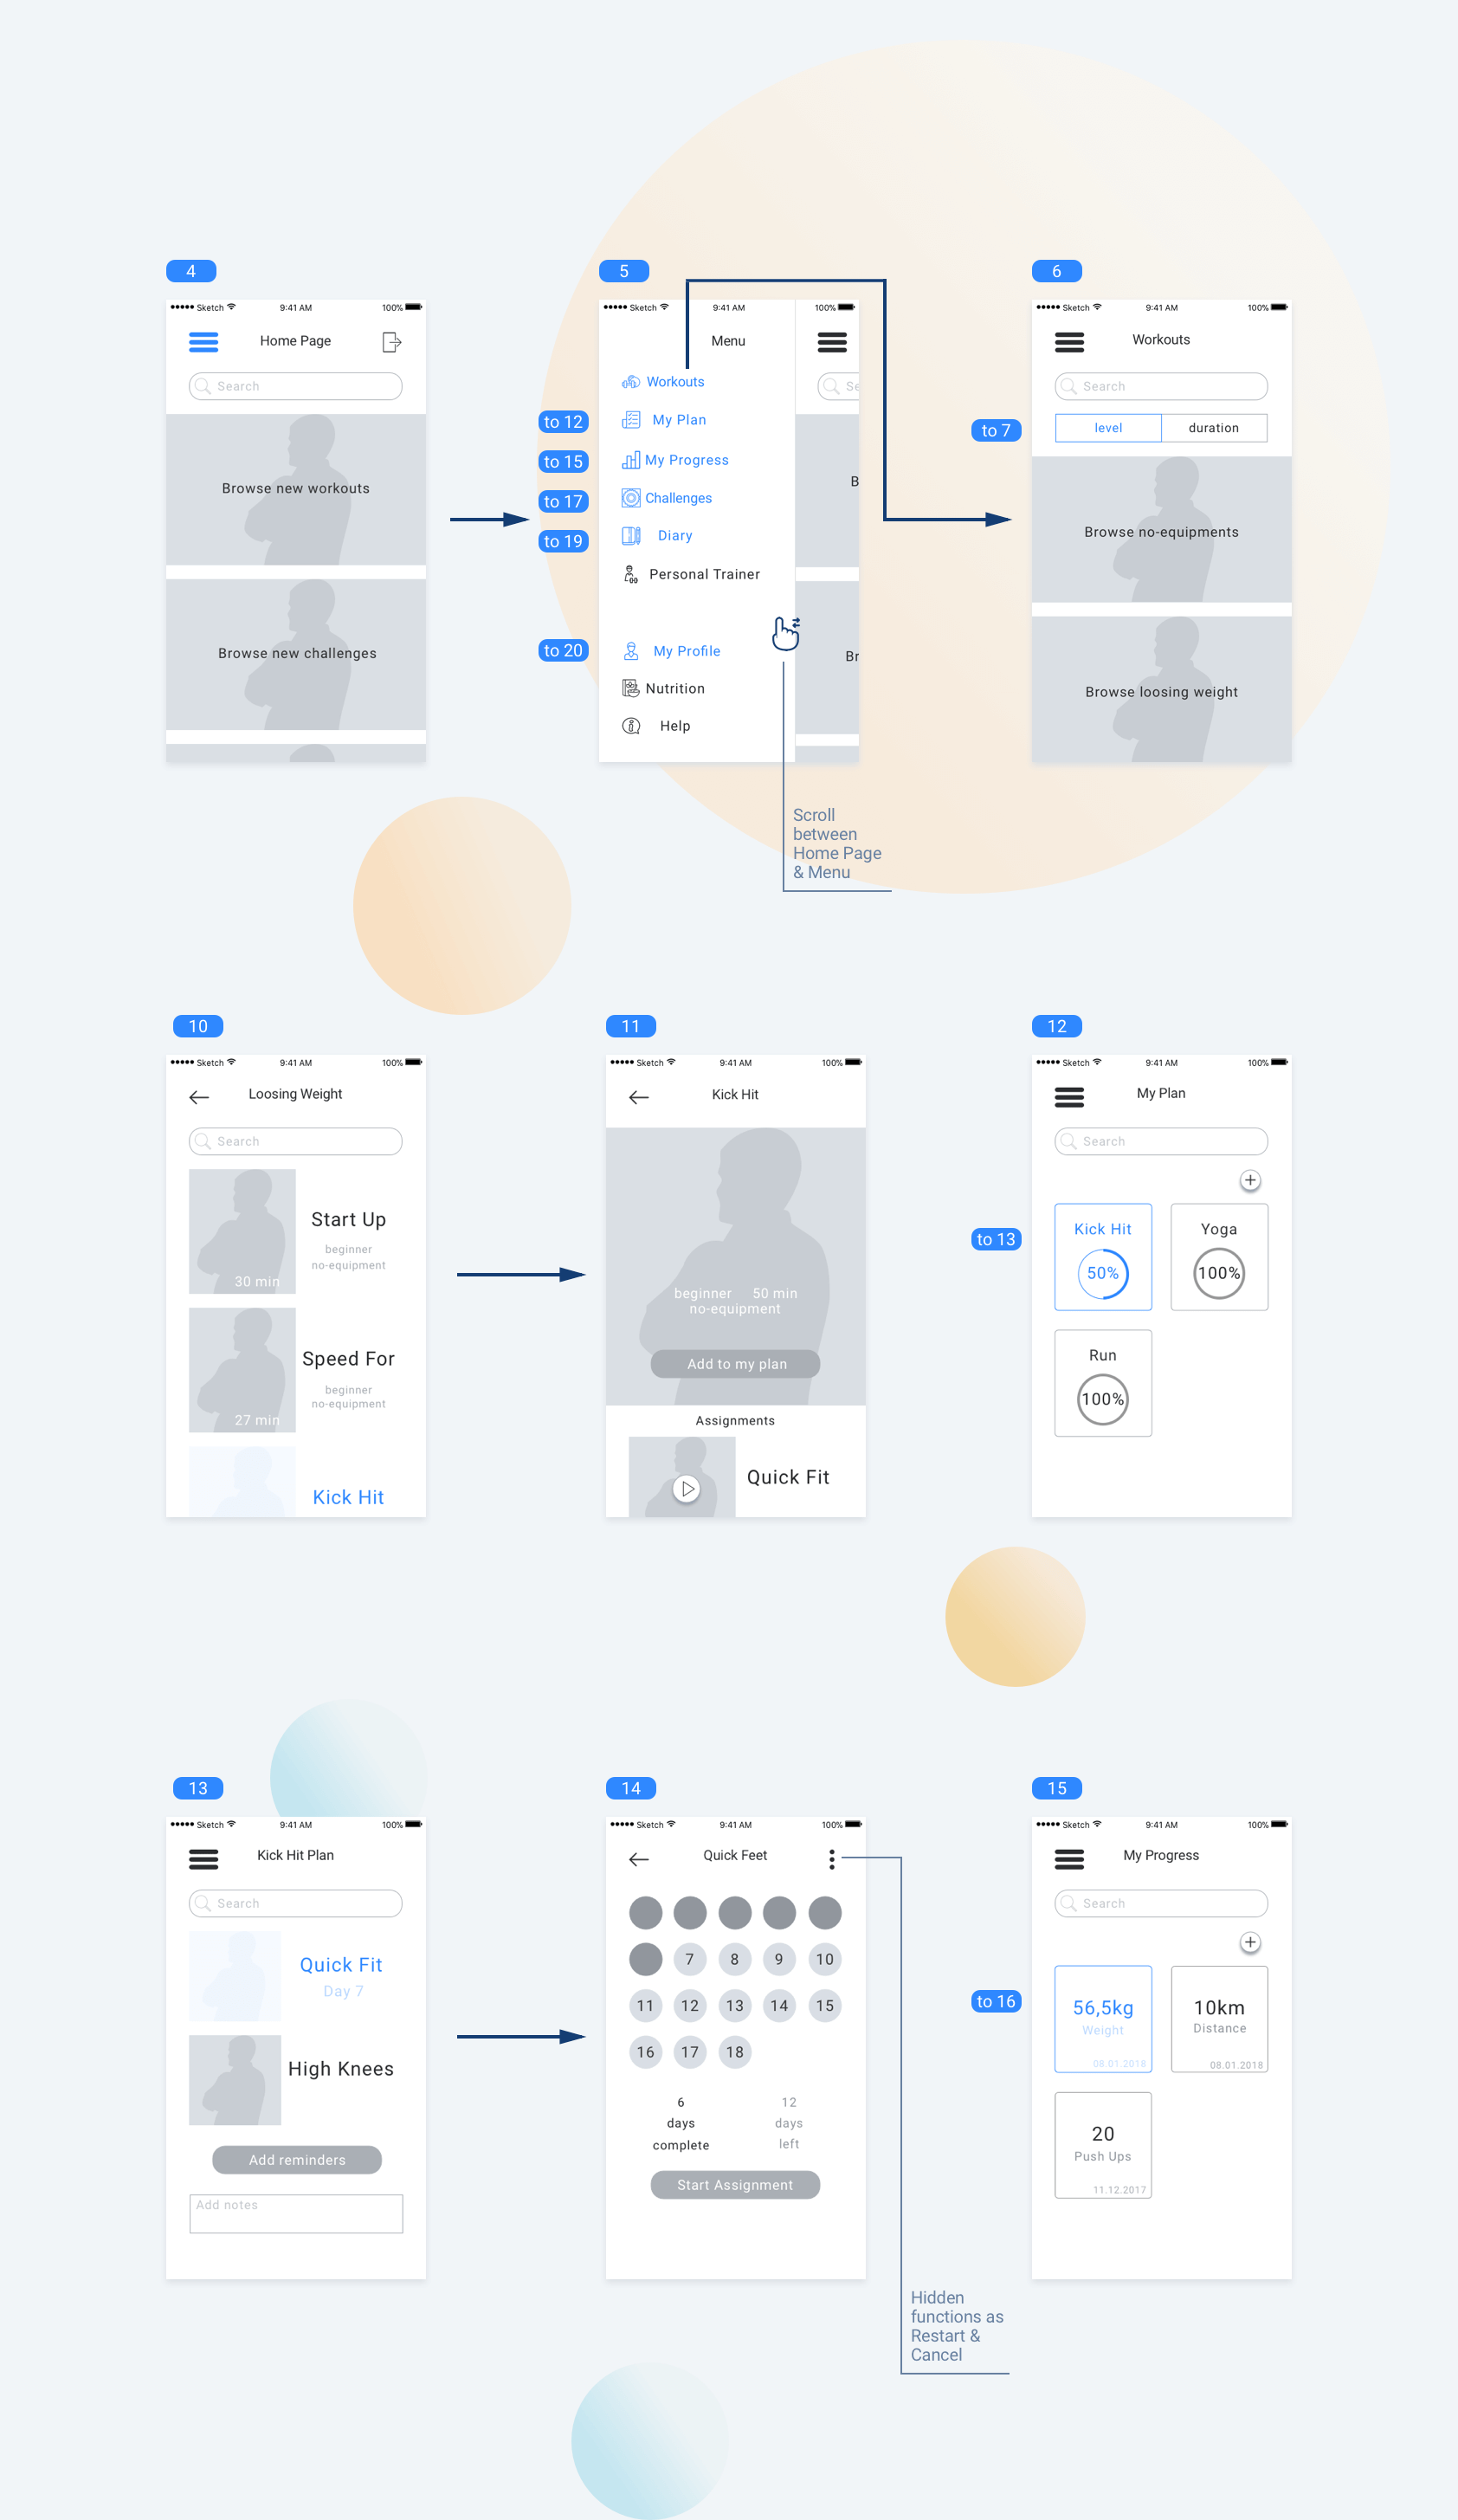 4
Sketch 9:41 AM 100%
Home Page
Search
Browse new workouts
Browse new challenges
5
Sketch 9:41 AM 100%
Menu
Se
Workouts
to 12
My Plan
to 15
My Progress
to 17
Challenges
B
to 19
Diary
Personal Trainer
to 20
My Profile
Br
Nutrition
Help
Scroll
between
Home Page
& Menu
6
Sketch 9:41 AM 100%
Workouts
Search
to 7
level duration
Browse no-equipments
Browse loosing weight
10
Sketch 9:41 AM 100%
Loosing Weight
Search
Start Up
beginner
no-equipment
30 min
Speed For
beginner
no-equipment
27 min
Kick Hit
11
Sketch 9:41 AM 100%
Kick Hit
beginner 50 min
no-equipment
Add to my plan
Assignments
Quick Fit
12
Sketch 9:41 AM 100%
My Plan
Search
to 13
Kick Hit
50%
Yoga
100%
Run
100%
13
Sketch 9:41 AM 100%
Kick Hit Plan
Search
Quick Fit
Day 7
High Knees
Add reminders
Add notes
14
Sketch 9:41 AM 100%
Quick Feet
7 8 9 10
11 12 13 14 15
16 17 18
6
days
complete
12
days
left
Start Assignment
Hidden
functions as
Restart &
Cancel
15
Sketch 9:41 AM 100%
My Progress
Search
to 16
56,5kg
Weight
08.01.2018
10km
Distance
08.01.2018
20
Push Ups
11.12.2017